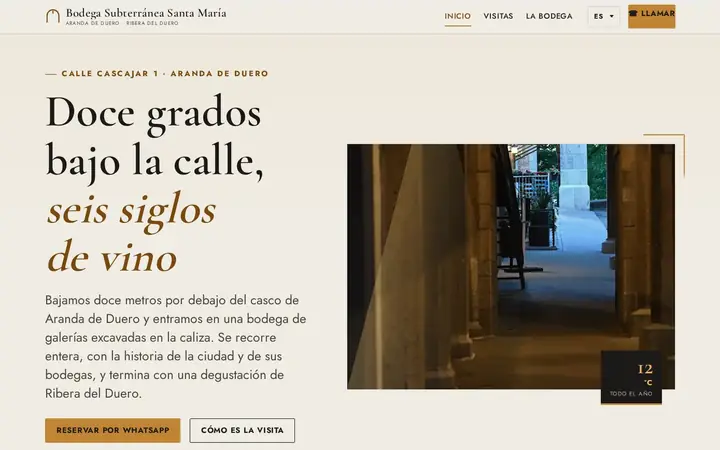 Bodega Subterránea Santa María
ARANDA DE DUERO · RIBERA DEL DUERO
INICIO
VISITAS
LA BODEGA
ES
☎ LLAMAR
CALLE CASCAJAR 1 · ARANDA DE DUERO
Doce grados
bajo la calle,
seis siglos
de vino
Bajamos doce metros por debajo del casco de
Aranda de Duero y entramos en una bodega de
galerías excavadas en la caliza. Se recorre
entera, con la historia de la ciudad y de sus
bodegas, y termina con una degustación de
Ribera del Duero.
RESERVAR POR WHATSAPP
CÓMO ES LA VISITA
12
°C
TODO EL AÑO